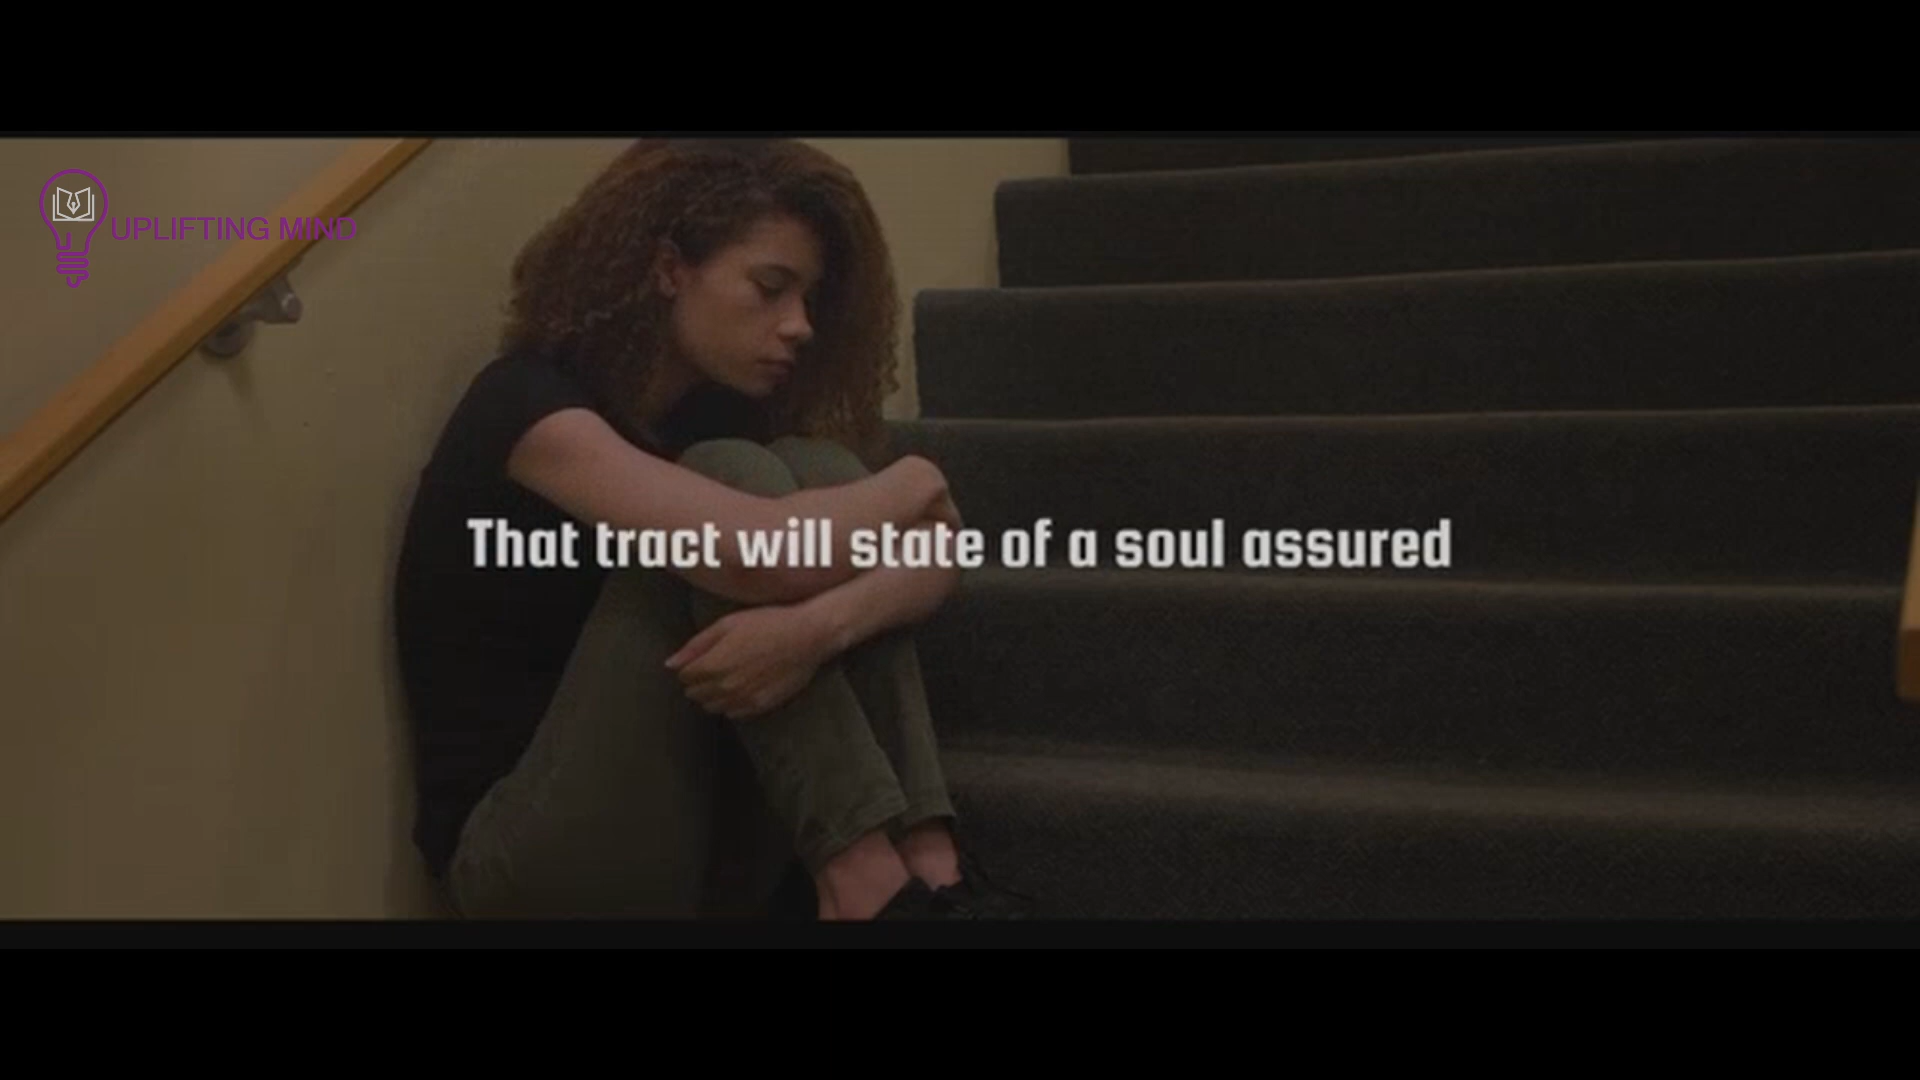 UPLIFTING MIND
That tract will state of a soul assured